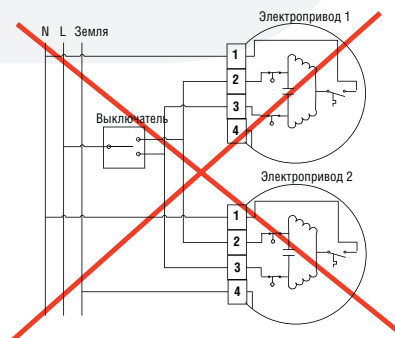 Электропривод 1
N L Земля
1
2
3
4
Выключатель
Электропривод 2
1
2
3
4